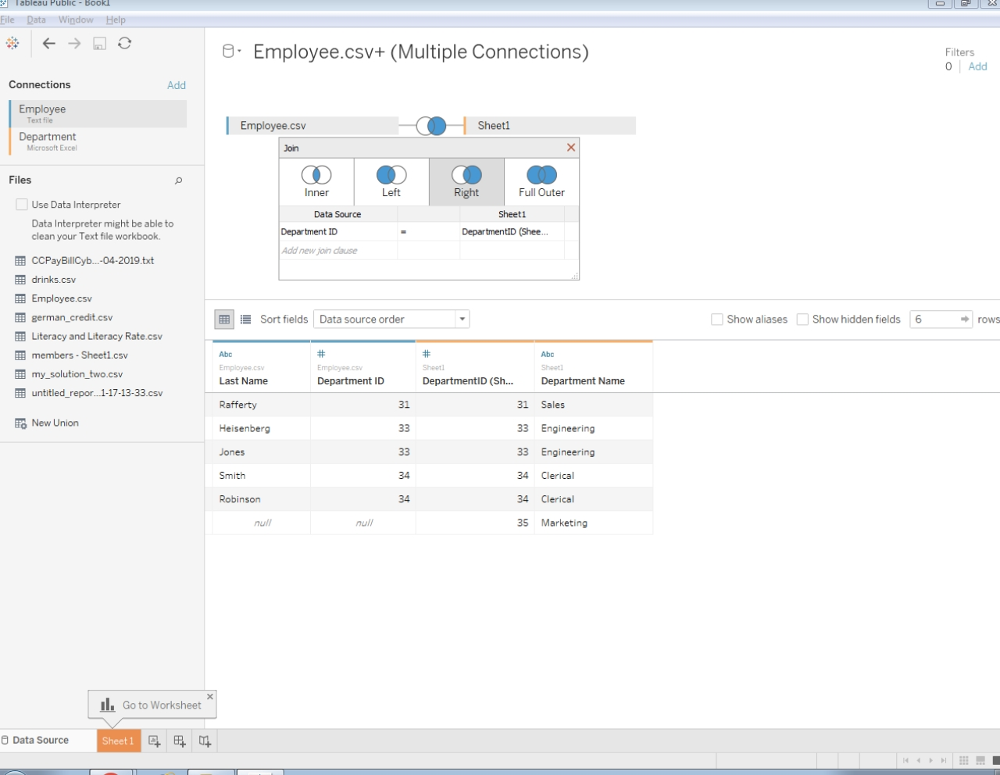 Tableau Public - Book1
File Data Window Help
Connections Add
Employee
Text file
Department
Microsoft Excel
Files
Use Data Interpreter
Data Interpreter might be able to
clean your Text file workbook.
CCPayBillCyb...-04-2019.txt
drinks.csv
Employee.csv
german_credit.csv
Literacy and Literacy Rate.csv
members - Sheet1.csv
my_solution_two.csv
untitled_repor...1-17-13-33.csv
New Union
Employee.csv+ (Multiple Connections)
Filters
0 Add
Employee.csv Sheet1
Join
Inner Left Right Full Outer
Data Source Sheet1
Department ID = DepartmentID (Shee...
Add new join clause
Sort fields Data source order Show aliases Show hidden fields 6 rows
Abc # # Abc
Employee.csv Employee.csv Sheet1 Sheet1
Last Name Department ID DepartmentID (Sh... Department Name
Rafferty 31 31 Sales
Heisenberg 33 33 Engineering
Jones 33 33 Engineering
Smith 34 34 Clerical
Robinson 34 34 Clerical
null null 35 Marketing
Go to Worksheet
Data Source Sheet 1